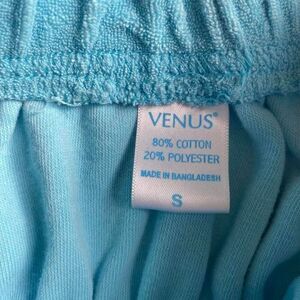 VENUS®
80% COTTON
20% POLYESTER
MADE IN BANGLADESH
S